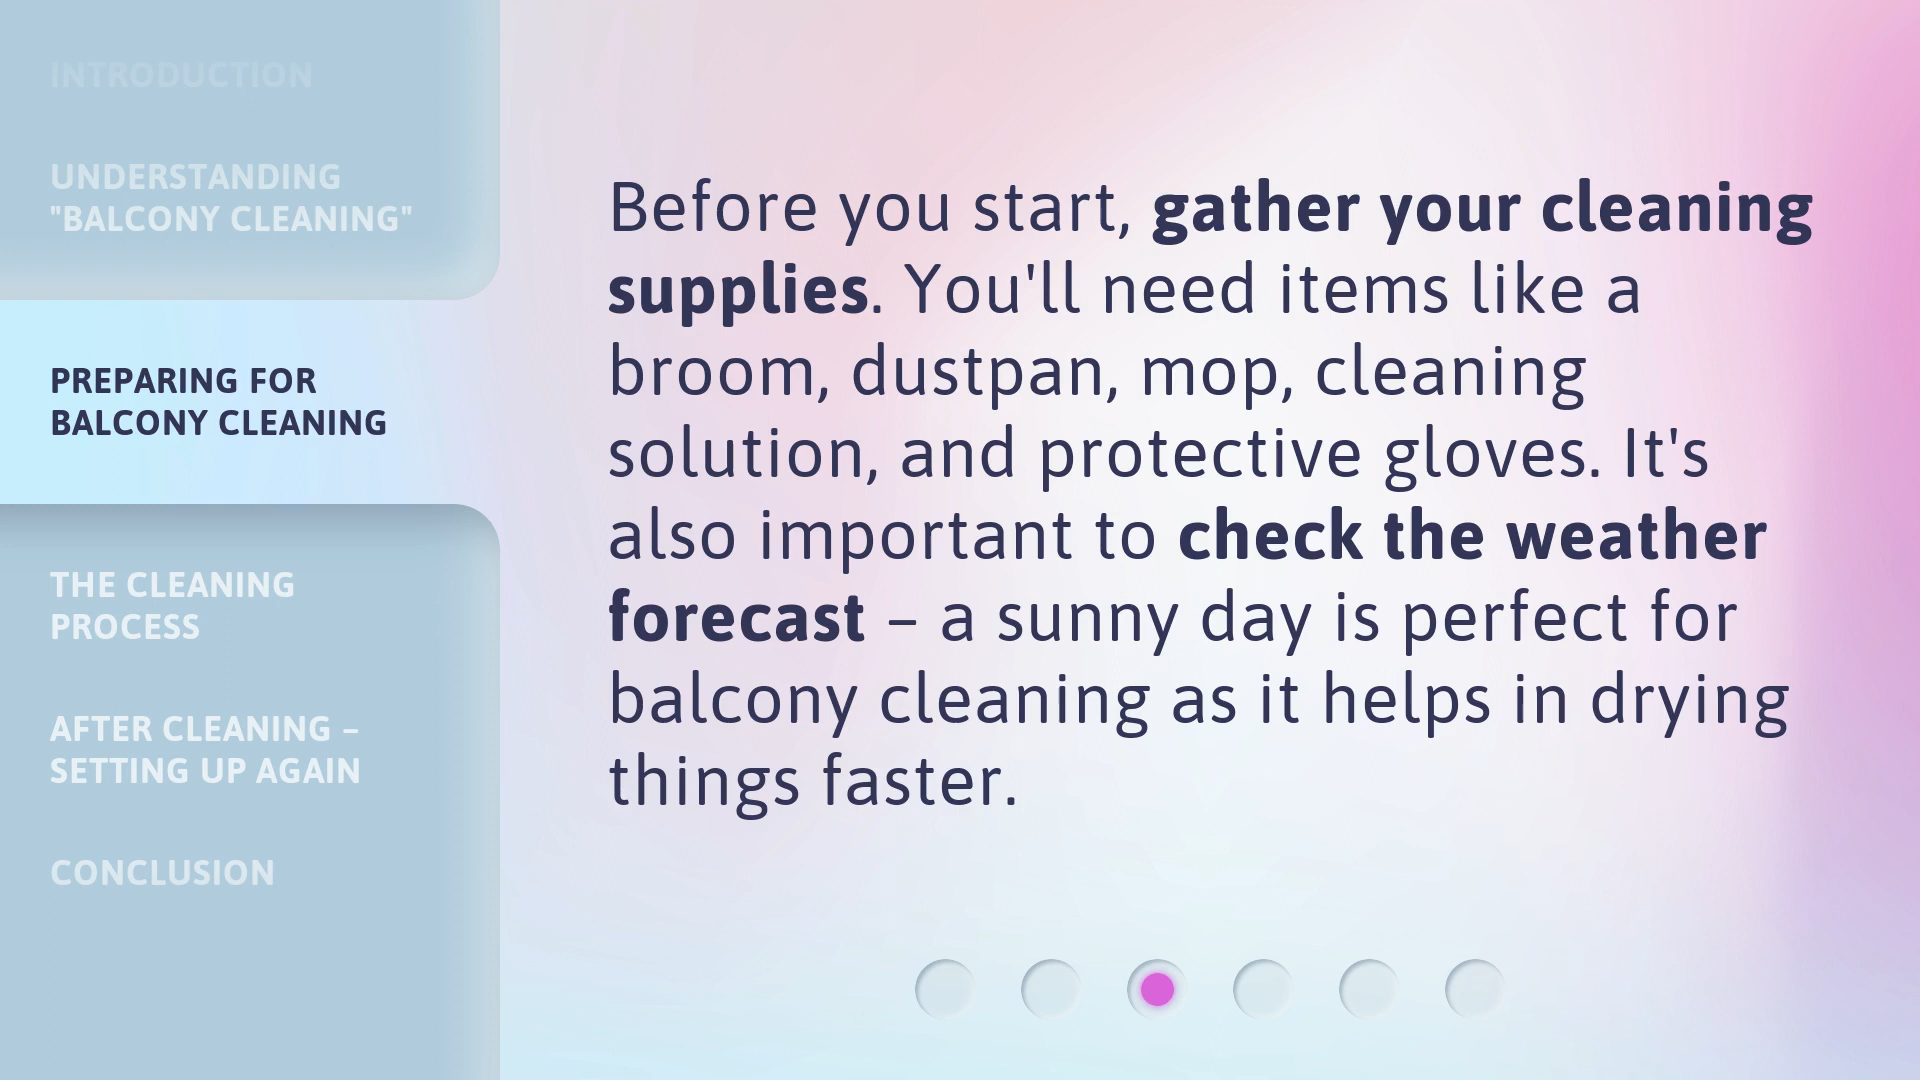 INTRODUCTION
UNDERSTANDING
"BALCONY CLEANING"
PREPARING FOR
BALCONY CLEANING
THE CLEANING
PROCESS
AFTER CLEANING –
SETTING UP AGAIN
CONCLUSION
Before you start, gather your cleaning
supplies. You'll need items like a
broom, dustpan, mop, cleaning
solution, and protective gloves. It's
also important to check the weather
forecast – a sunny day is perfect for
balcony cleaning as it helps in drying
things faster.